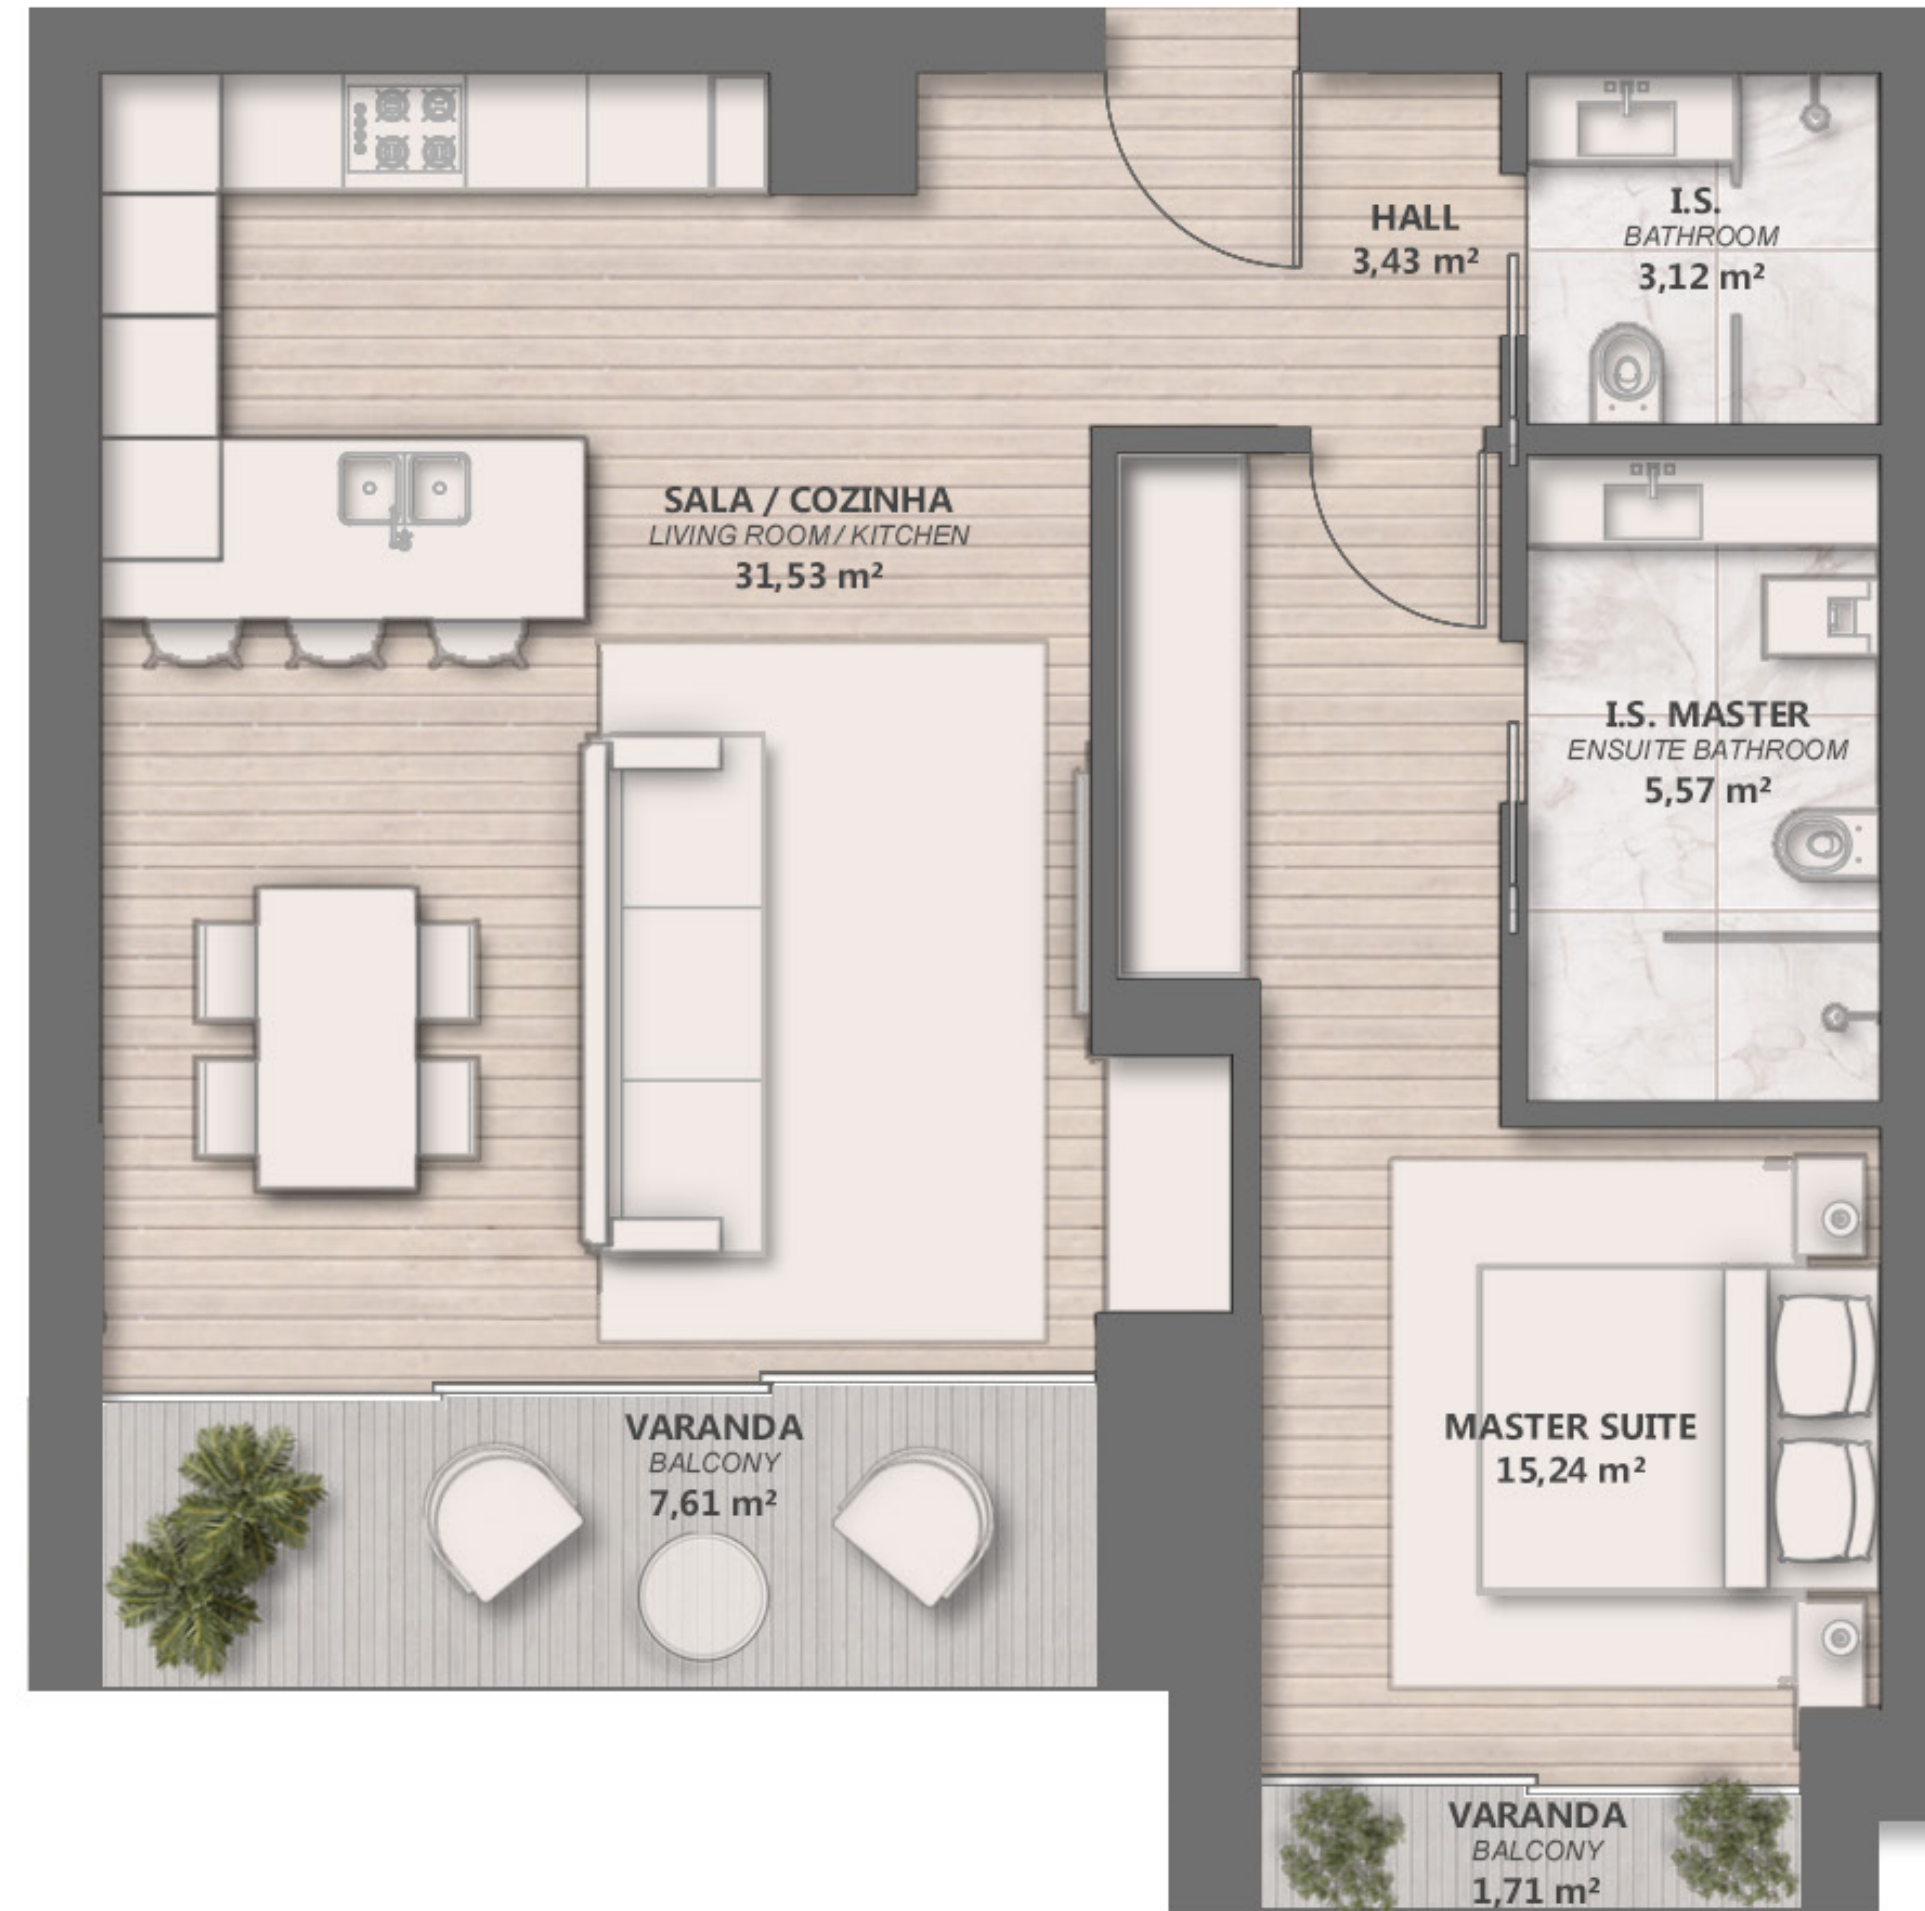 HALL
3,43 m²
I.S.
BATHROOM
3,12 m²
SALA / COZINHA
LIVING ROOM / KITCHEN
31,53 m²
I.S. MASTER
ENSUITE BATHROOM
5,57 m²
VARANDA
BALCONY
7,61 m²
MASTER SUITE
15,24 m²
VARANDA
BALCONY
1,71 m²